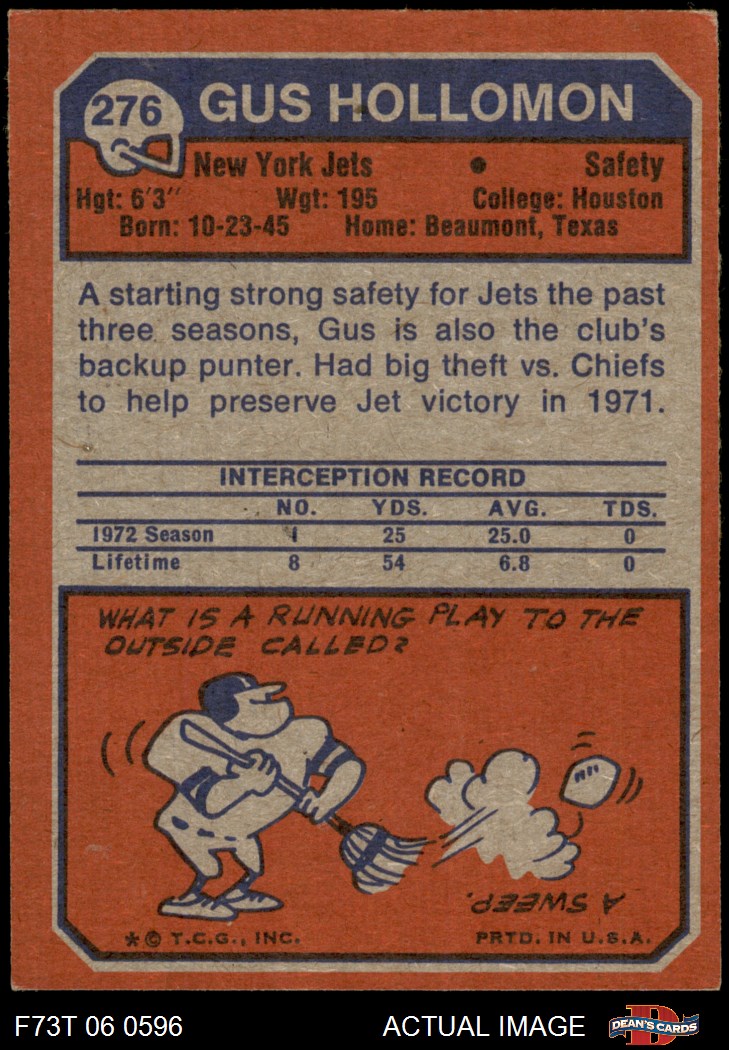 276
GUS HOLLOMON
New York Jets • Safety
Hgt: 6'3" Wgt: 195 College: Houston
Born: 10-23-45 Home: Beaumont, Texas
A starting strong safety for Jets the past
three seasons, Gus is also the club's
backup punter. Had big theft vs. Chiefs
to help preserve Jet victory in 1971.
INTERCEPTION RECORD
NO. YDS. AVG. TDS.
1972 Season 1 25 25.0 0
Lifetime 8 54 6.8 0
WHAT IS A RUNNING PLAY TO THE
OUTSIDE CALLED?
A SWEEP.
*© T.C.G., INC. PRTD. IN U.S.A.
F73T 06 0596 ACTUAL IMAGE D DEAN'S CARDS